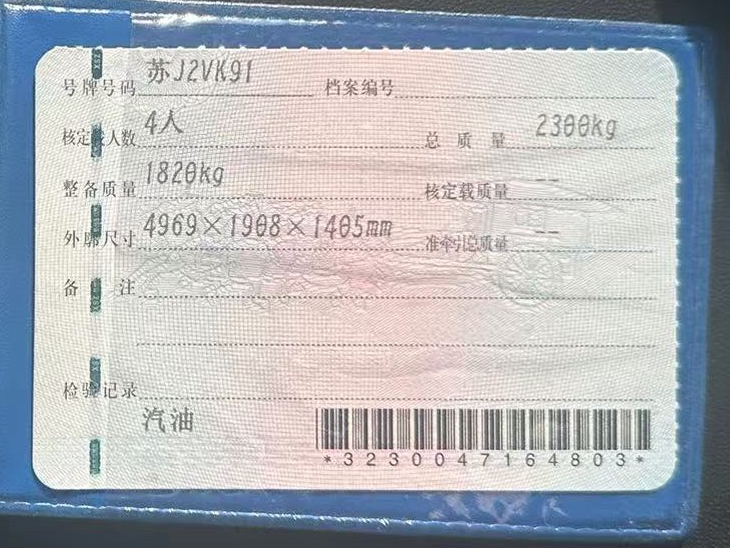 号牌号码 苏J2VK91 档案编号
核定载人数 4人 总质量 2300kg
整备质量 1820kg 核定载质量 --
外廓尺寸 4969×1908×1405mm 准牵引总质量 --
备注
检验记录
汽油
*3230047164803*